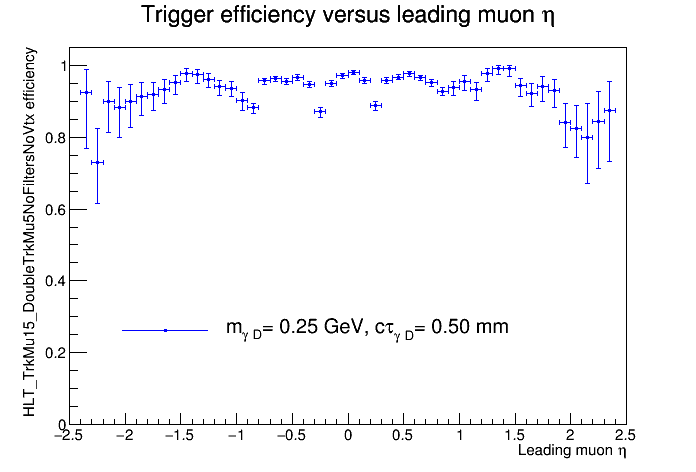 Trigger efficiency versus leading muon η
HLT_TrkMu15_DoubleTrkMu5NoFiltersNoVtx efficiency
1
0.8
0.6
0.4
0.2
0
m_γ D = 0.25 GeV, cτ_γ D = 0.50 mm
−2.5 −2 −1.5 −1 −0.5 0 0.5 1 1.5 2 2.5
Leading muon η